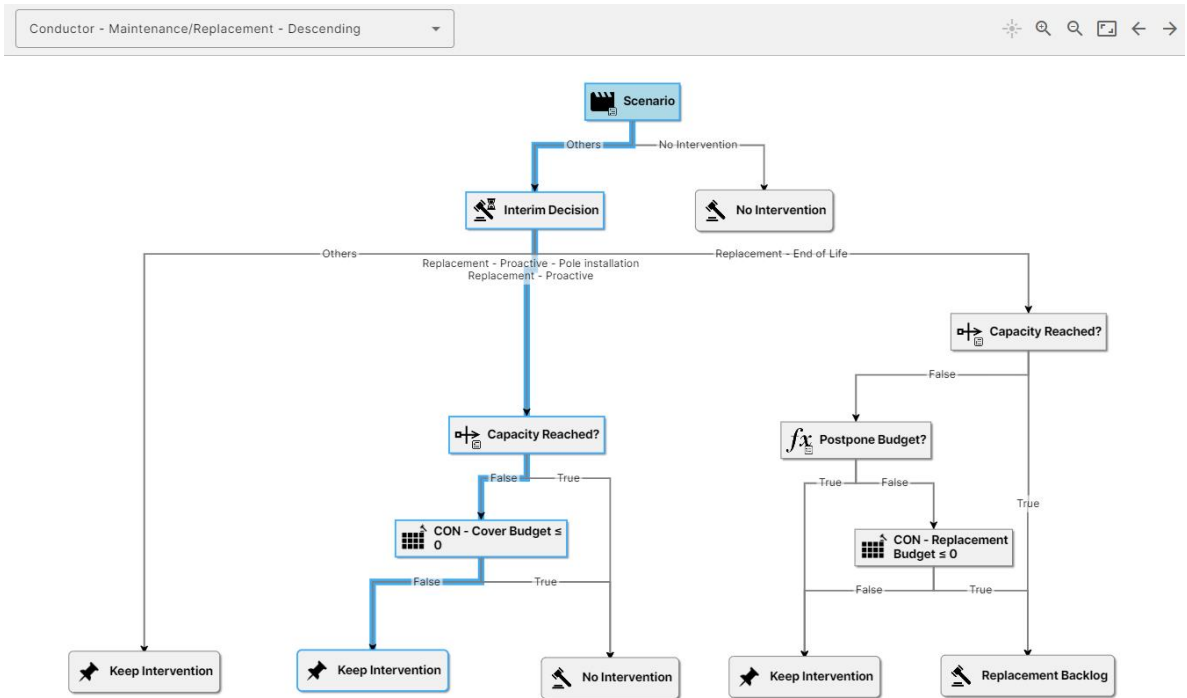 Conductor - Maintenance/Replacement - Descending
Scenario
Others
No Intervention
Interim Decision
No Intervention
Others
Replacement - Proactive - Pole installation
Replacement - Proactive
Replacement - End of Life
Capacity Reached?
False
Capacity Reached?
fx
Postpone Budget?
False
True
True
False
True
CON - Cover Budget ≤
0
CON - Replacement
Budget ≤ 0
False
True
False
True
Keep Intervention
Keep Intervention
No Intervention
Keep Intervention
Replacement Backlog